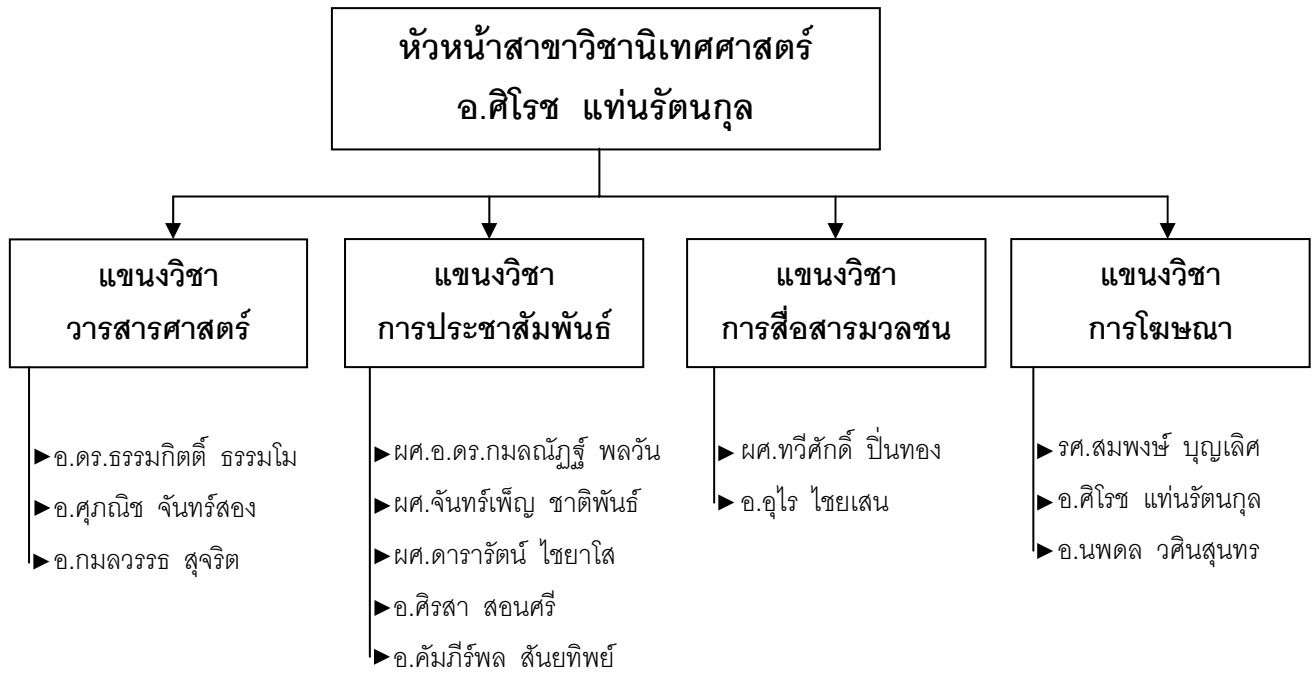 หัวหน้าสาขาวิชานิเทศศาสตร์
อ.ศิโรช แท่นรัตนกุล
แขนงวิชา
วารสารศาสตร์
แขนงวิชา
การประชาสัมพันธ์
แขนงวิชา
การสื่อสารมวลชน
แขนงวิชา
การโฆษณา
อ.ดร.ธรรมกิตติ์ ธรรมโม
อ.ศุภณิช จันทร์สอง
อ.กมลวรรธ สุจริต
ผศ.อ.ดร.กมลณัฏฐ์ พลวัน
ผศ.จันทร์เพ็ญ ชาติพันธ์
ผศ.ดารารัตน์ ไชยาโส
อ.ศิรสา สอนศรี
อ.คัมภีร์พล สันยทิพย์
ผศ.ทวีศักดิ์ ปิ่นทอง
อ.อุไร ไชยเสน
รศ.สมพงษ์ บุญเลิศ
อ.ศิโรช แท่นรัตนกุล
อ.นพดล วศินสุนทร